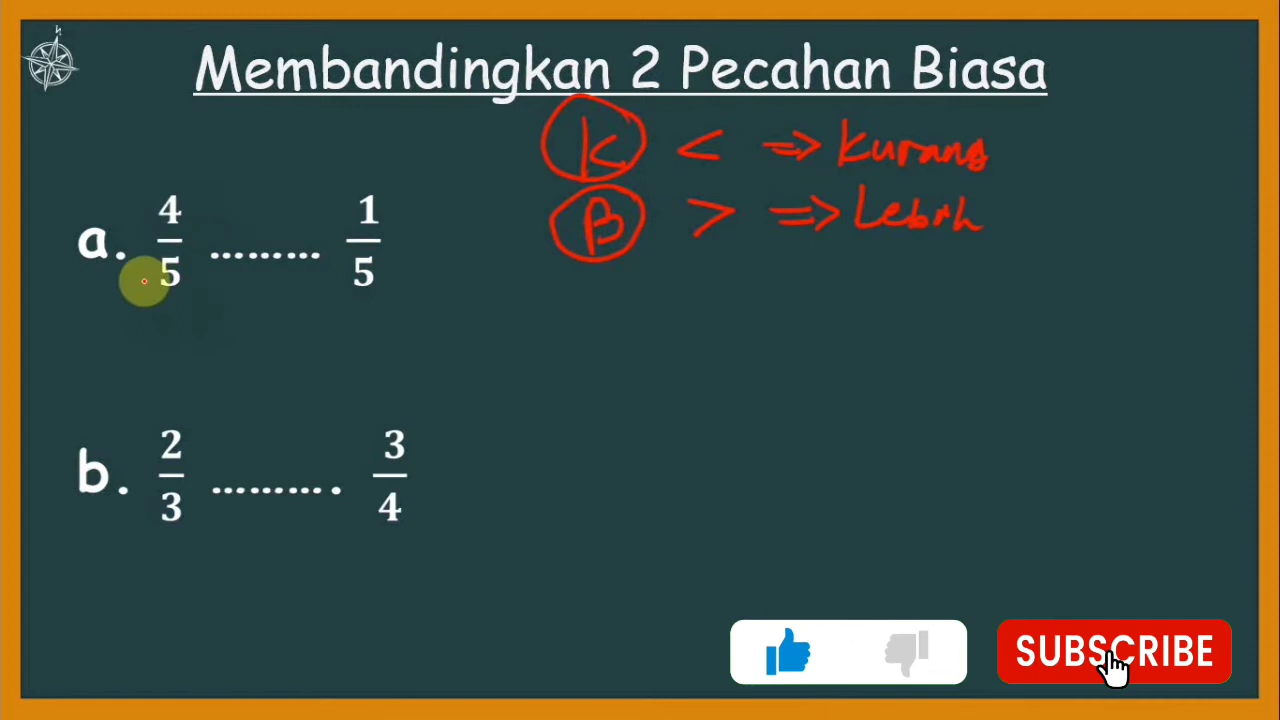 N
Membandingkan 2 Pecahan Biasa
K < => Kurang
B > => Lebih
a. 4/5 ......... 1/5
b. 2/3 .......... 3/4
SUBSCRIBE